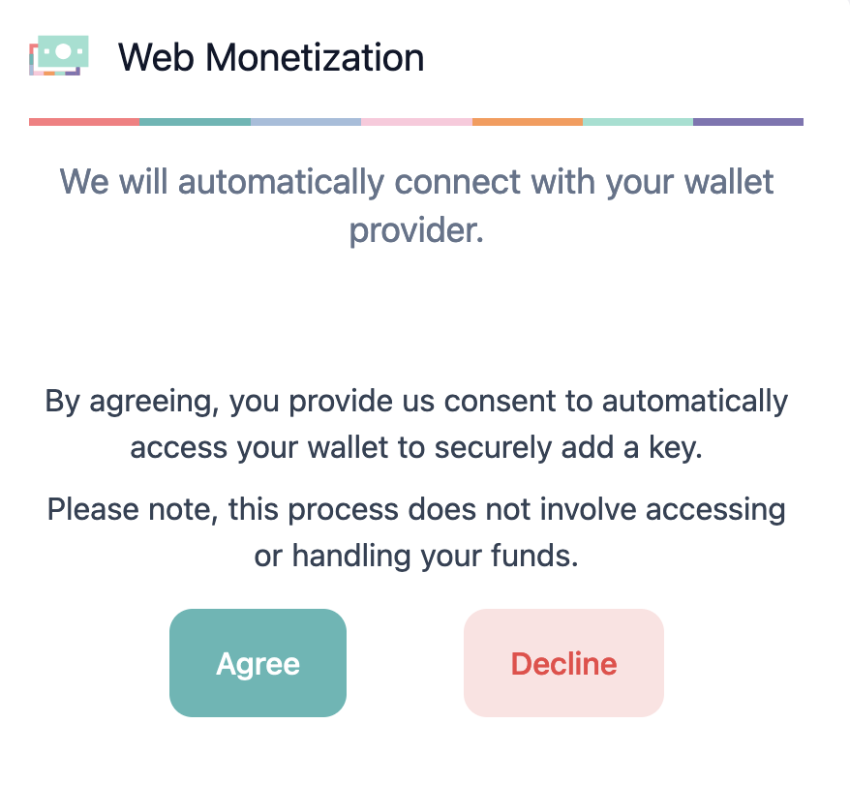 Web Monetization
We will automatically connect with your wallet
provider.
By agreeing, you provide us consent to automatically
access your wallet to securely add a key.
Please note, this process does not involve accessing
or handling your funds.
Agree
Decline